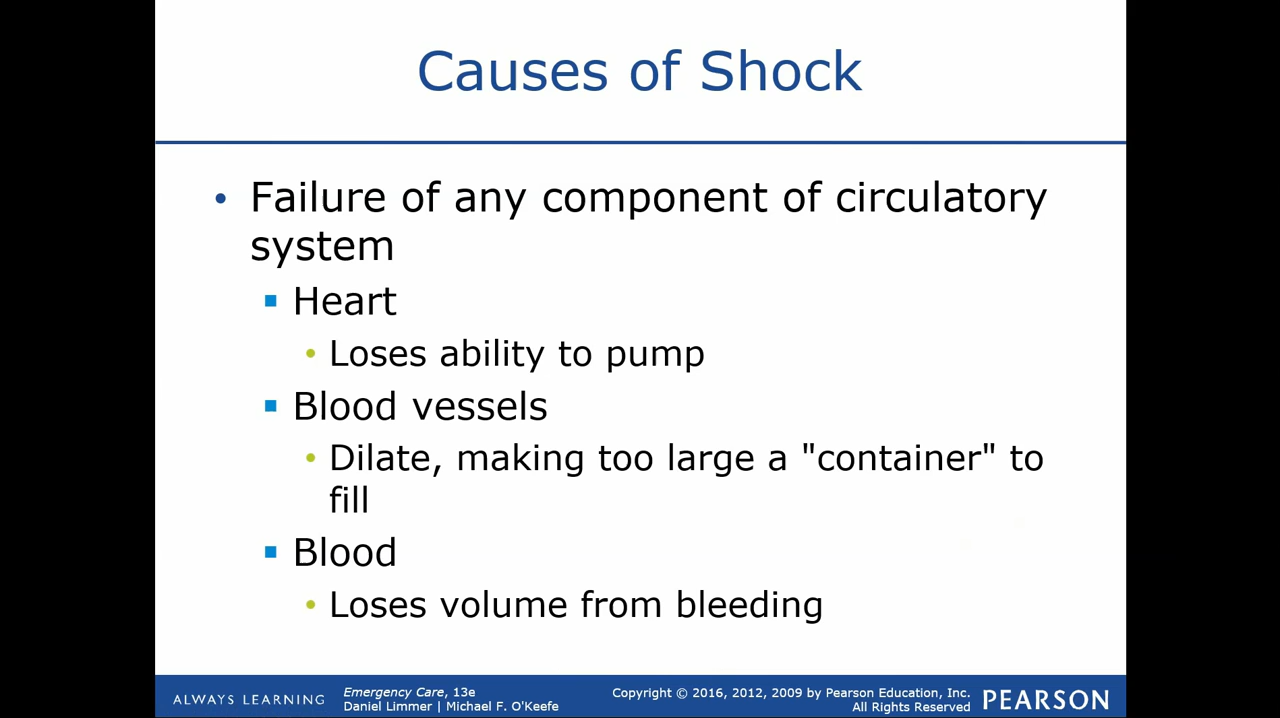 Causes of Shock
• Failure of any component of circulatory
system
▪ Heart
• Loses ability to pump
▪ Blood vessels
• Dilate, making too large a "container" to
fill
▪ Blood
• Loses volume from bleeding
ALWAYS LEARNING
Emergency Care, 13e
Daniel Limmer | Michael F. O'Keefe
Copyright © 2016, 2012, 2009 by Pearson Education, Inc.
All Rights Reserved
PEARSON